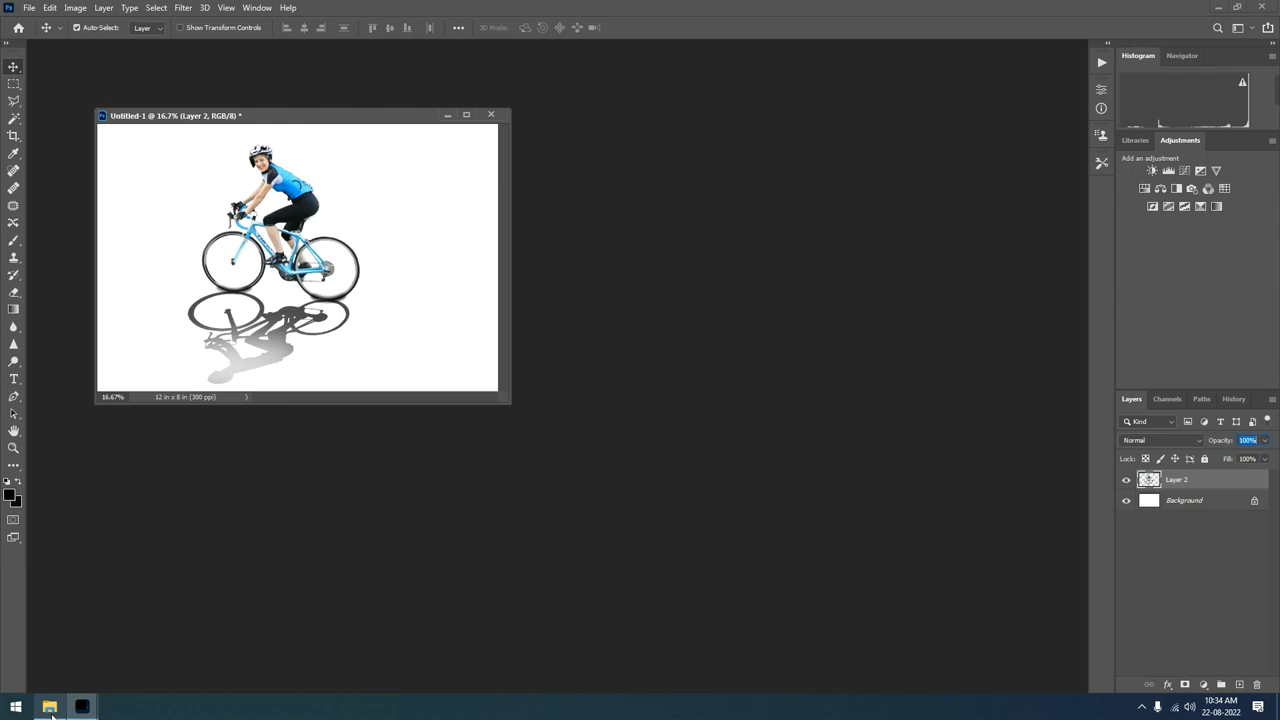 Ps File Edit Image Layer Type Select Filter 3D View Window Help
Auto-Select: Layer Show Transform Controls 3D Mode:
Histogram Navigator
Ps Untitled-1 @ 16.7% (Layer 2, RGB/8) *
Libraries Adjustments
Add an adjustment
16.67% 12 in x 8 in (300 ppi)
Layers Channels Paths History
Kind
Normal Opacity: 100%
Lock: Fill: 100%
Layer 2
Background
10:34 AM
22-08-2022